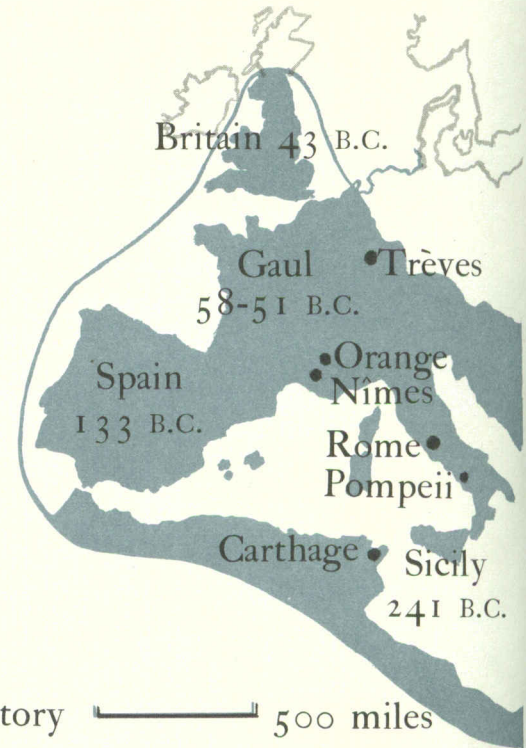 Britain 43 B.C.
Gaul
58-51 B.C.
Trèves
Spain
133 B.C.
Orange
Nîmes
Rome
Pompeii
Carthage
Sicily
241 B.C.
tory
500 miles